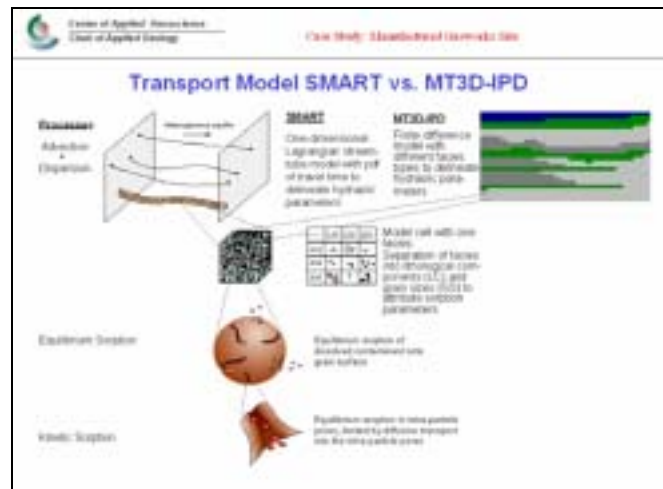 Center of Applied Geoscience
Chair of Applied Geology
Case Study: Manufactured Gasworks Site
Transport Model SMART vs. MT3D-IPD
Processes
Advection
+
Dispersion
SMART
One-dimensional
Lagrangian stream-
tube model with pdf
of travel time to
delineate hydraulic
parameters
MT3D-IPD
Finite difference
model with
different facies
types to delineate
hydraulic para-
meters
Model cell with one
facies
Separation of facies
into lithological com-
ponents (LC) and
grain sizes (GS) to
attribute sorption
parameters
Equilibrium Sorption
Equilibrium sorption of
dissolved contaminant onto
grain surface
Kinetic Sorption
Equilibrium sorption in intra-particle
pores, limited by diffusive transport
into the intra-particle pores